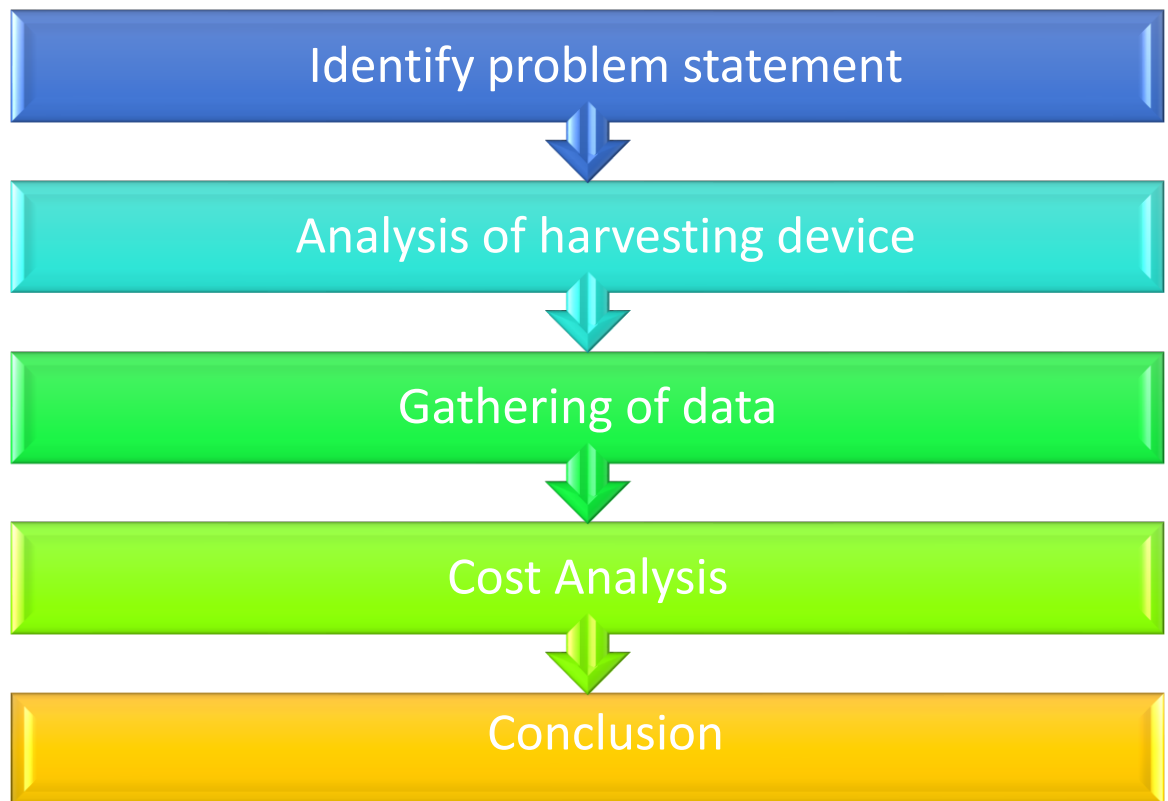 Identify problem statement
Analysis of harvesting device
Gathering of data
Cost Analysis
Conclusion